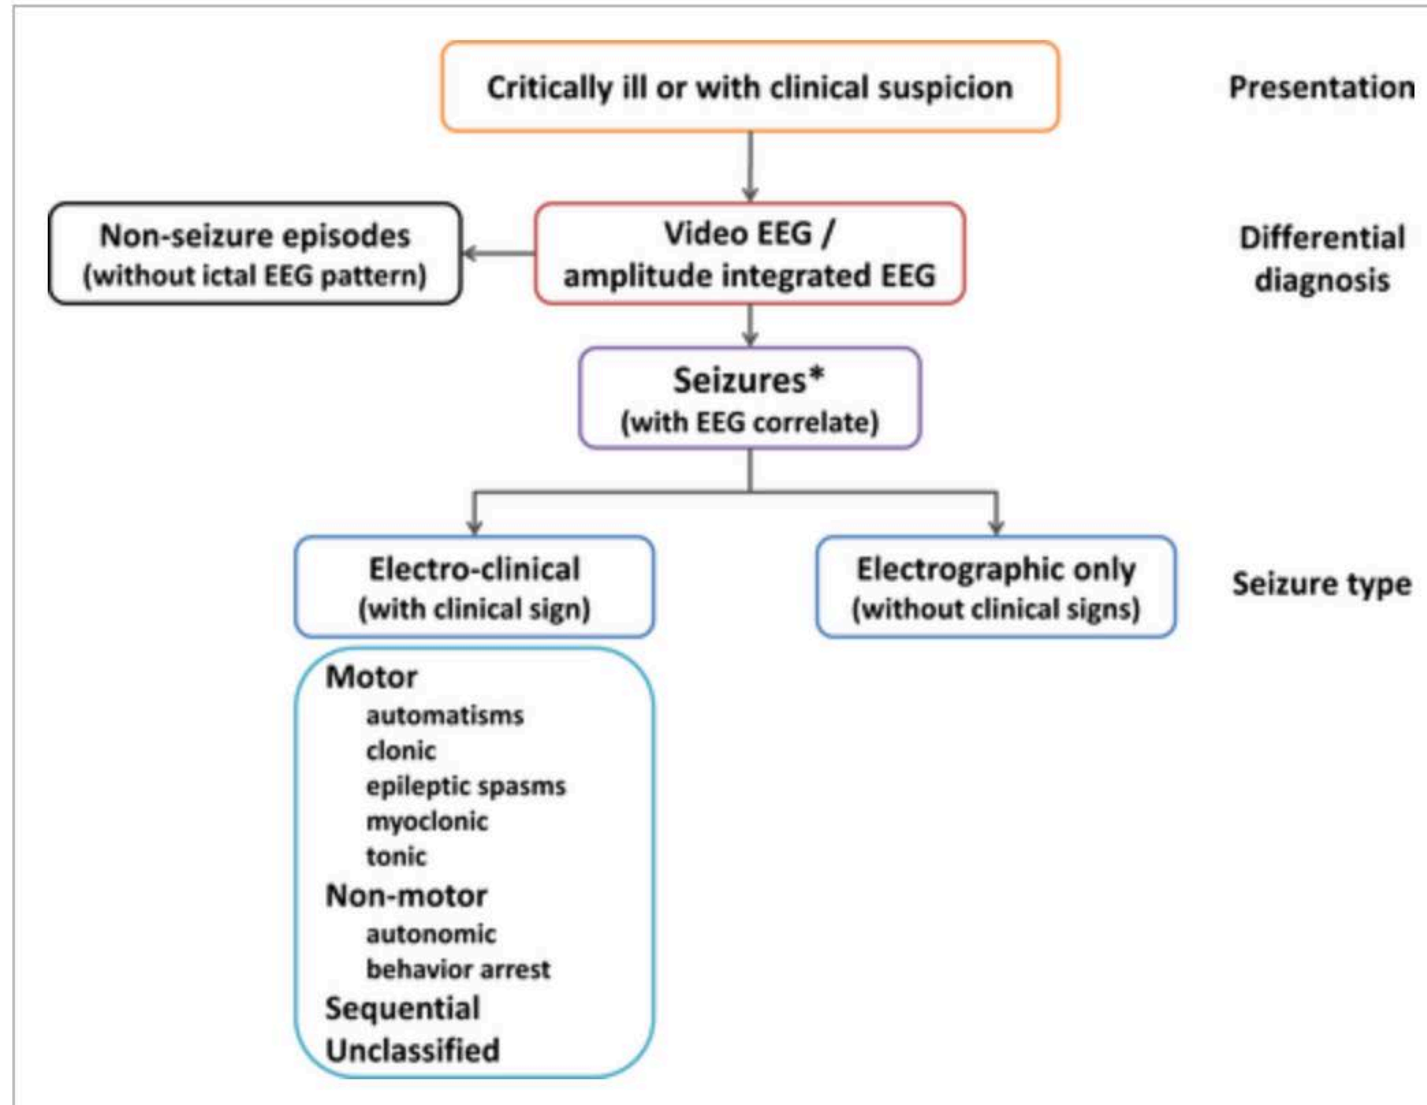 Critically ill or with clinical suspicion
Presentation
Non-seizure episodes
(without ictal EEG pattern)
Video EEG /
amplitude integrated EEG
Differential
diagnosis
Seizures*
(with EEG correlate)
Electro-clinical
(with clinical sign)
Electrographic only
(without clinical signs)
Seizure type
Motor
automatisms
clonic
epileptic spasms
myoclonic
tonic
Non-motor
autonomic
behavior arrest
Sequential
Unclassified